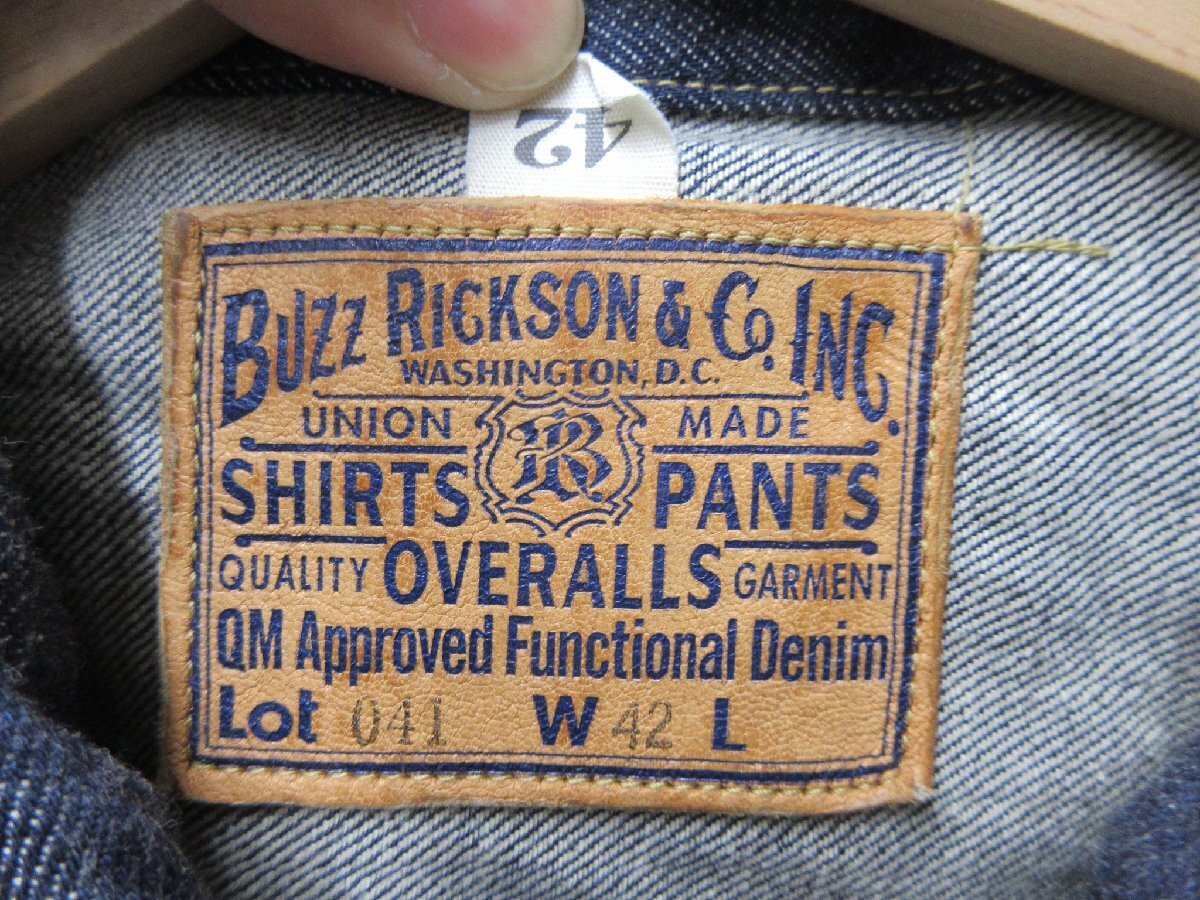 42
BUZZ RICKSON & Co. INC.
WASHINGTON, D.C.
UNION MADE
BR
SHIRTS PANTS
QUALITY OVERALLS GARMENT
QM Approved Functional Denim
Lot 041 W 42 L